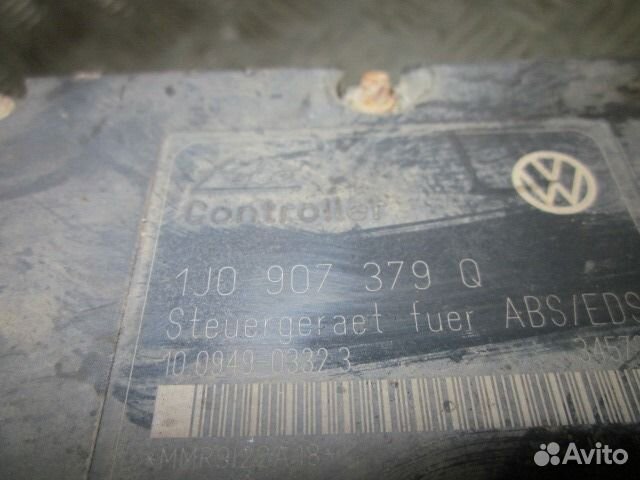 Controller
1J0 907 379 Q
Steuergeraet fuer ABS/EDS
10.0949-0332.3
Avito